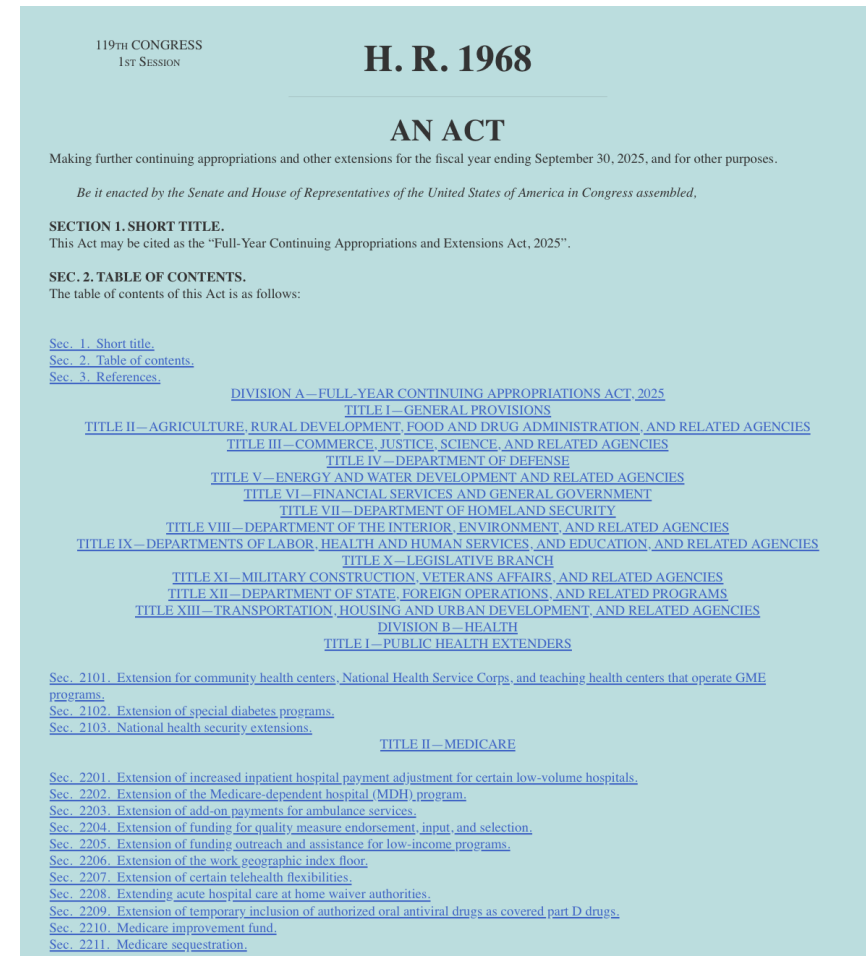 119TH CONGRESS
1ST SESSION
H. R. 1968
AN ACT
Making further continuing appropriations and other extensions for the fiscal year ending September 30, 2025, and for other purposes.
Be it enacted by the Senate and House of Representatives of the United States of America in Congress assembled,
SECTION 1. SHORT TITLE.
This Act may be cited as the “Full-Year Continuing Appropriations and Extensions Act, 2025”.
SEC. 2. TABLE OF CONTENTS.
The table of contents of this Act is as follows:
Sec. 1. Short title.
Sec. 2. Table of contents.
Sec. 3. References.
DIVISION A—FULL-YEAR CONTINUING APPROPRIATIONS ACT, 2025
TITLE I—GENERAL PROVISIONS
TITLE II—AGRICULTURE, RURAL DEVELOPMENT, FOOD AND DRUG ADMINISTRATION, AND RELATED AGENCIES
TITLE III—COMMERCE, JUSTICE, SCIENCE, AND RELATED AGENCIES
TITLE IV—DEPARTMENT OF DEFENSE
TITLE V—ENERGY AND WATER DEVELOPMENT AND RELATED AGENCIES
TITLE VI—FINANCIAL SERVICES AND GENERAL GOVERNMENT
TITLE VII—DEPARTMENT OF HOMELAND SECURITY
TITLE VIII—DEPARTMENT OF THE INTERIOR, ENVIRONMENT, AND RELATED AGENCIES
TITLE IX—DEPARTMENTS OF LABOR, HEALTH AND HUMAN SERVICES, AND EDUCATION, AND RELATED AGENCIES
TITLE X—LEGISLATIVE BRANCH
TITLE XI—MILITARY CONSTRUCTION, VETERANS AFFAIRS, AND RELATED AGENCIES
TITLE XII—DEPARTMENT OF STATE, FOREIGN OPERATIONS, AND RELATED PROGRAMS
TITLE XIII—TRANSPORTATION, HOUSING AND URBAN DEVELOPMENT, AND RELATED AGENCIES
DIVISION B—HEALTH
TITLE I—PUBLIC HEALTH EXTENDERS
Sec. 2101. Extension for community health centers, National Health Service Corps, and teaching health centers that operate GME
programs.
Sec. 2102. Extension of special diabetes programs.
Sec. 2103. National health security extensions.
TITLE II—MEDICARE
Sec. 2201. Extension of increased inpatient hospital payment adjustment for certain low-volume hospitals.
Sec. 2202. Extension of the Medicare-dependent hospital (MDH) program.
Sec. 2203. Extension of add-on payments for ambulance services.
Sec. 2204. Extension of funding for quality measure endorsement, input, and selection.
Sec. 2205. Extension of funding outreach and assistance for low-income programs.
Sec. 2206. Extension of the work geographic index floor.
Sec. 2207. Extension of certain telehealth flexibilities.
Sec. 2208. Extending acute hospital care at home waiver authorities.
Sec. 2209. Extension of temporary inclusion of authorized oral antiviral drugs as covered part D drugs.
Sec. 2210. Medicare improvement fund.
Sec. 2211. Medicare sequestration.